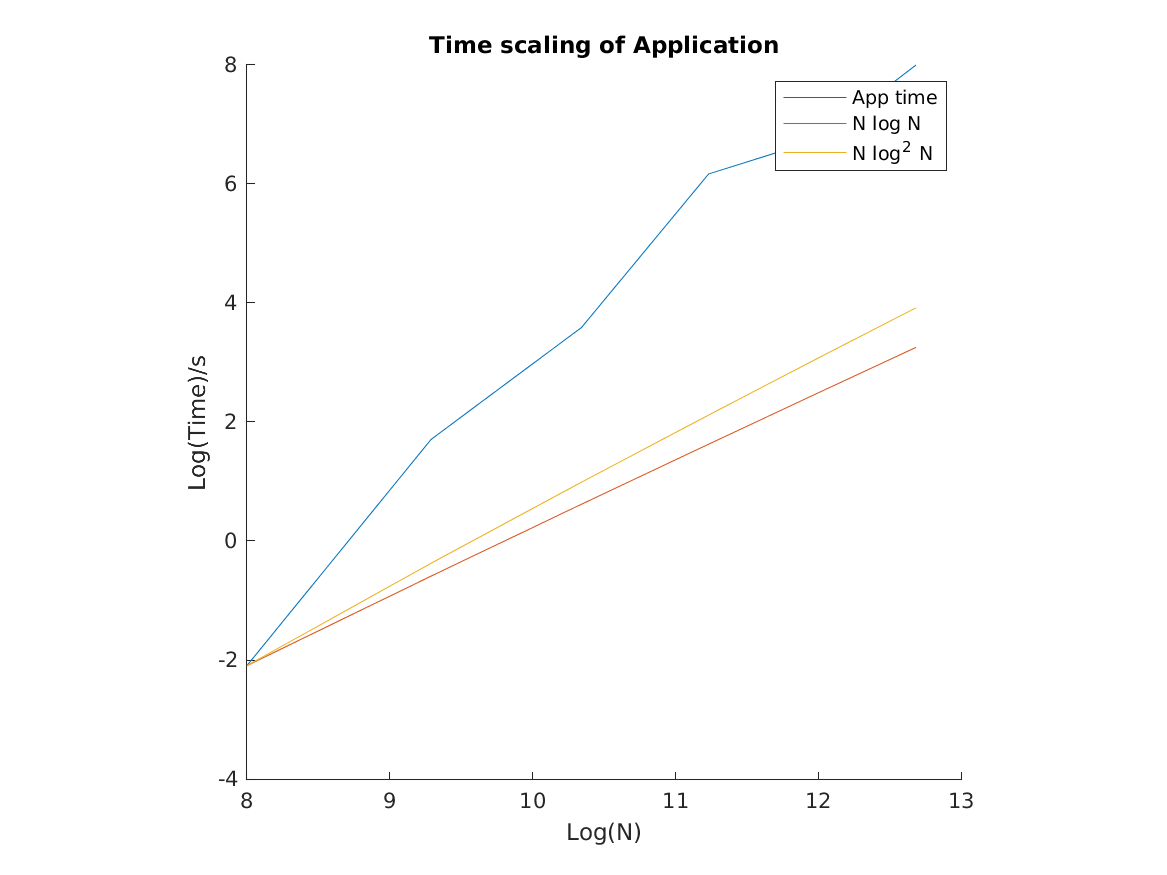 Time scaling of Application
8
6
4
2
0
-2
-4
Log(Time)/s
App time
N log N
N log² N
8 9 10 11 12 13
Log(N)